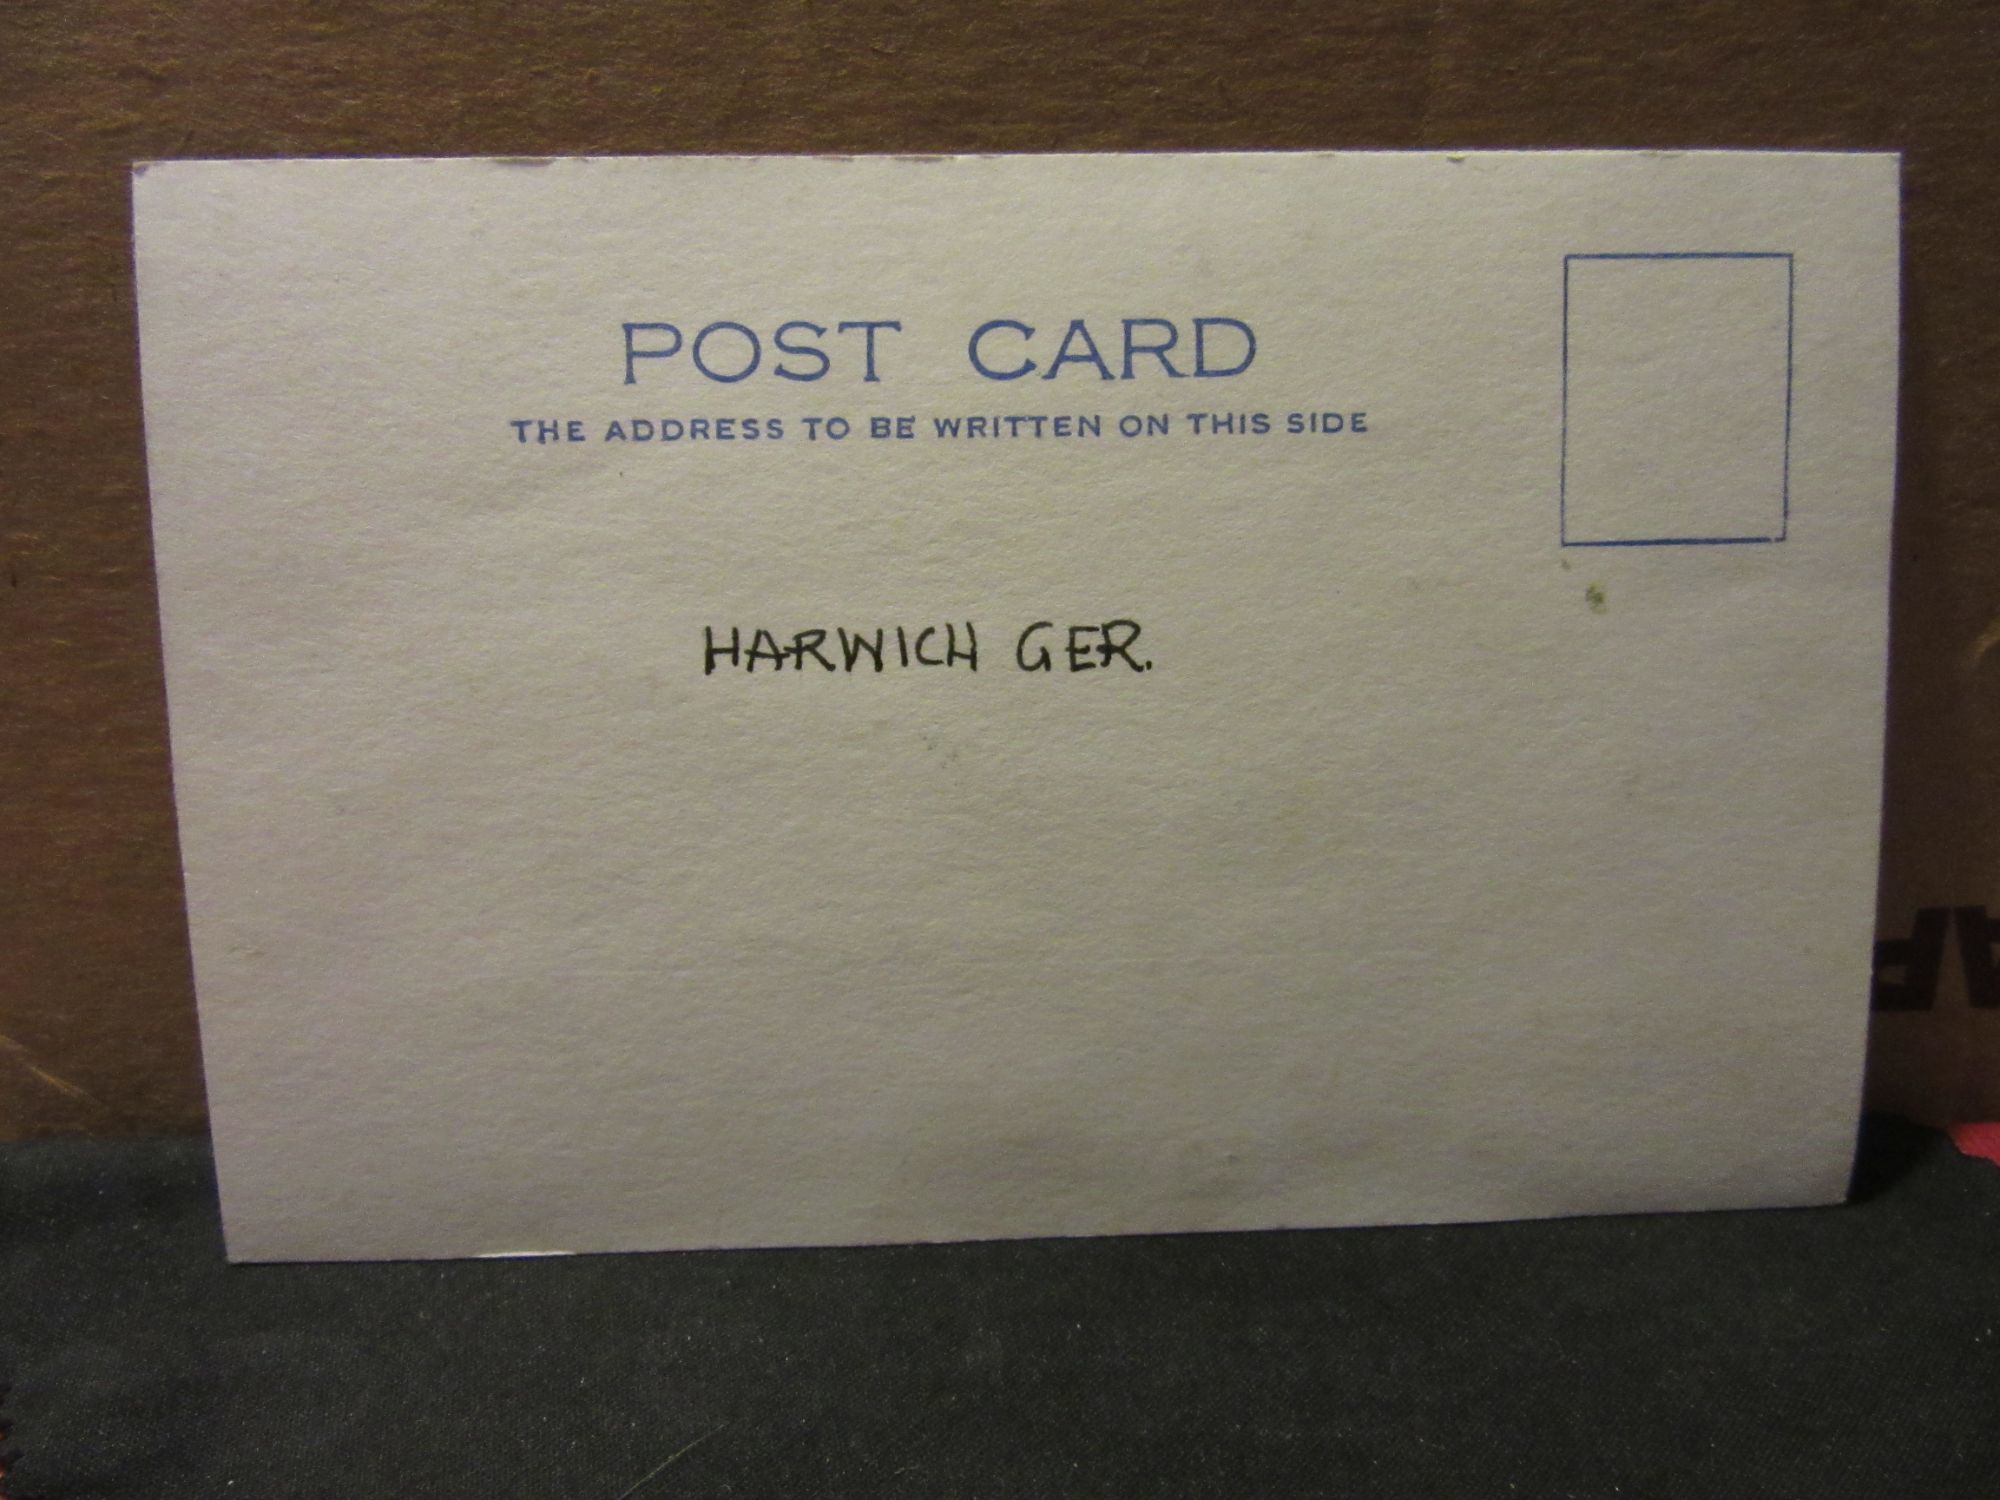 POST CARD
THE ADDRESS TO BE WRITTEN ON THIS SIDE
HARWICH GER.